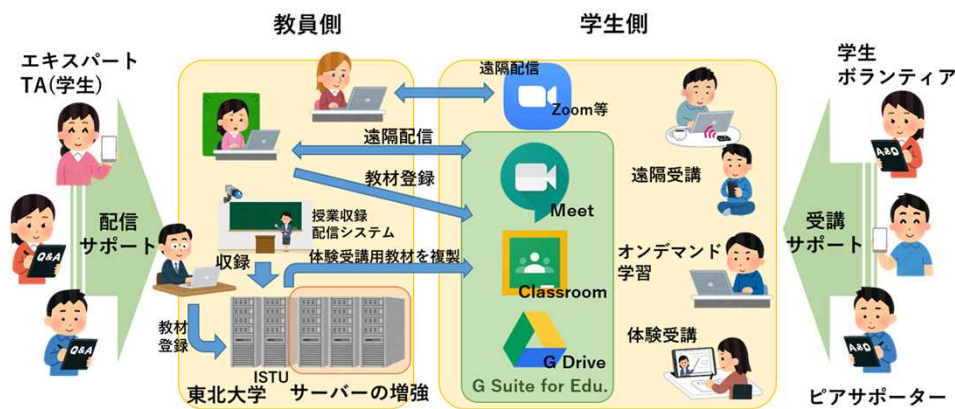 教員側
学生側
エキスパート
TA(学生)
学生
ボランティア
遠隔配信
Zoom等
遠隔配信
教材登録
Meet
遠隔受講
配信
サポート
授業収録
配信システム
収録
体験受講用教材を複製
Classroom
オンデマンド
学習
受講
サポート
Q&A
Q&A
A&Q
A&Q
教材
登録
ISTU
東北大学
サーバーの増強
G Drive
G Suite for Edu.
体験受講
ピアサポーター